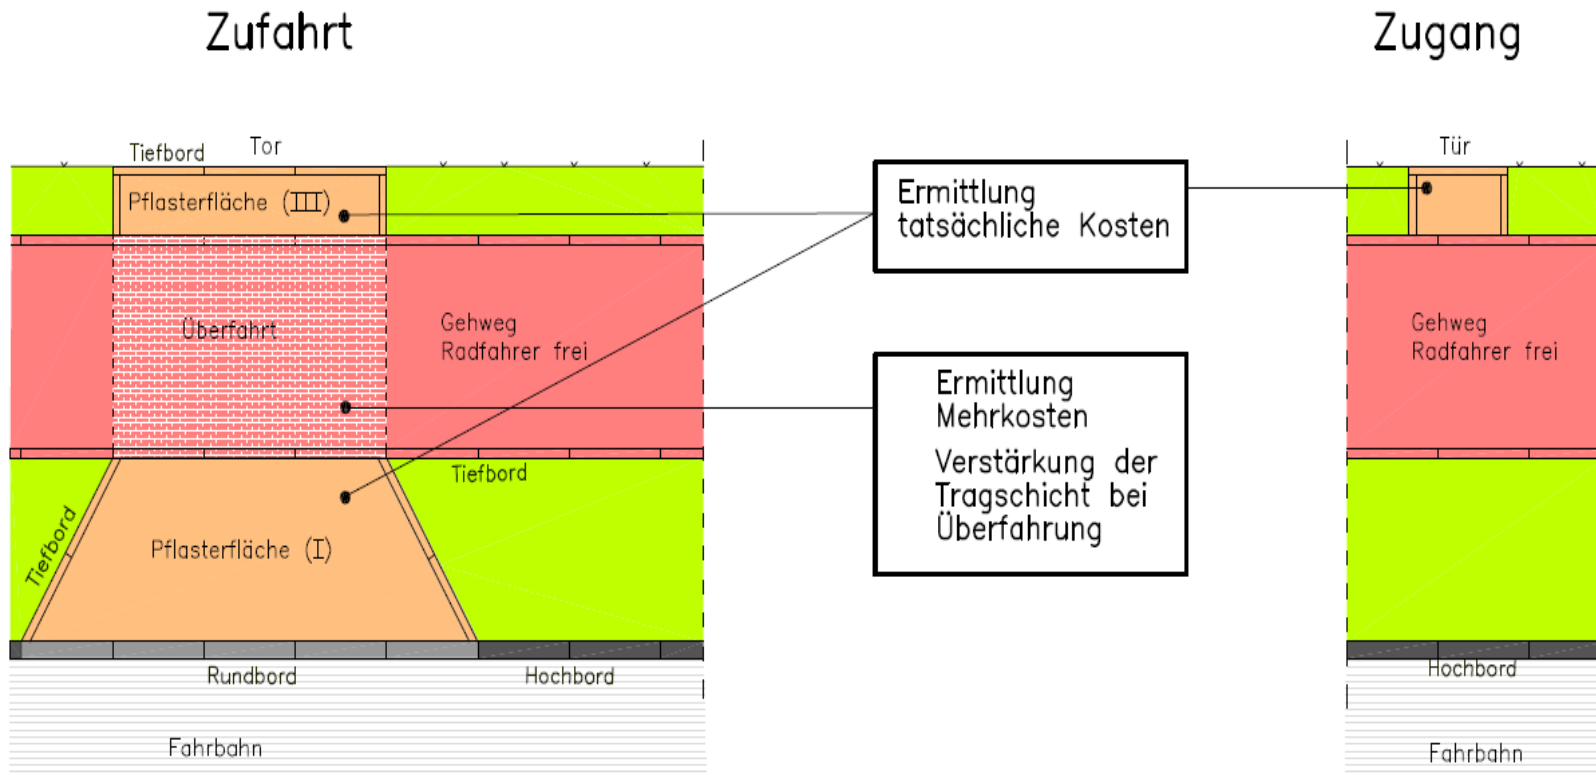 Zufahrt
Zugang
Tiefbord
Tor
Pflasterfläche (III)
Überfahrt
Gehweg
Radfahrer frei
Tiefbord
Tiefbord
Pflasterfläche (I)
Rundbord
Hochbord
Fahrbahn
Ermittlung
tatsächliche Kosten
Ermittlung
Mehrkosten
Verstärkung der
Tragschicht bei
Überfahrung
Tür
Gehweg
Radfahrer frei
Hochbord
Fahrbahn